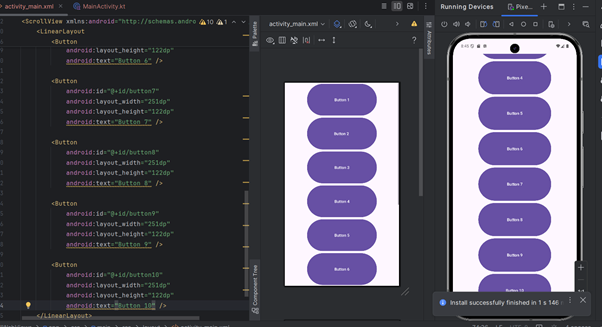 activity_main.xml
MainActivity.kt
activity_main.xml
Running Devices
Pixe...
<ScrollView xmlns:android="http://schemas.andro
10
1
<LinearLayout
<Button
android:layout_height="122dp"
android:text="Button 6" />
<Button
android:id="@+id/button7"
android:layout_width="251dp"
android:layout_height="122dp"
android:text="Button 7" />
<Button
android:id="@+id/button8"
android:layout_width="251dp"
android:layout_height="122dp"
android:text="Button 8" />
<Button
android:id="@+id/button9"
android:layout_width="251dp"
android:layout_height="122dp"
android:text="Button 9" />
<Button
android:id="@+id/button10"
android:layout_width="251dp"
android:layout_height="122dp"
android:text="Button 10" />
</LinearLayout>
Palette
Component Tree
Attributes
Button 1
Button 2
Button 3
Button 4
Button 5
Button 6
Button 4
Button 5
Button 6
Button 7
Button 8
Button 9
Button 10
Install successfully finished in 1 s 146